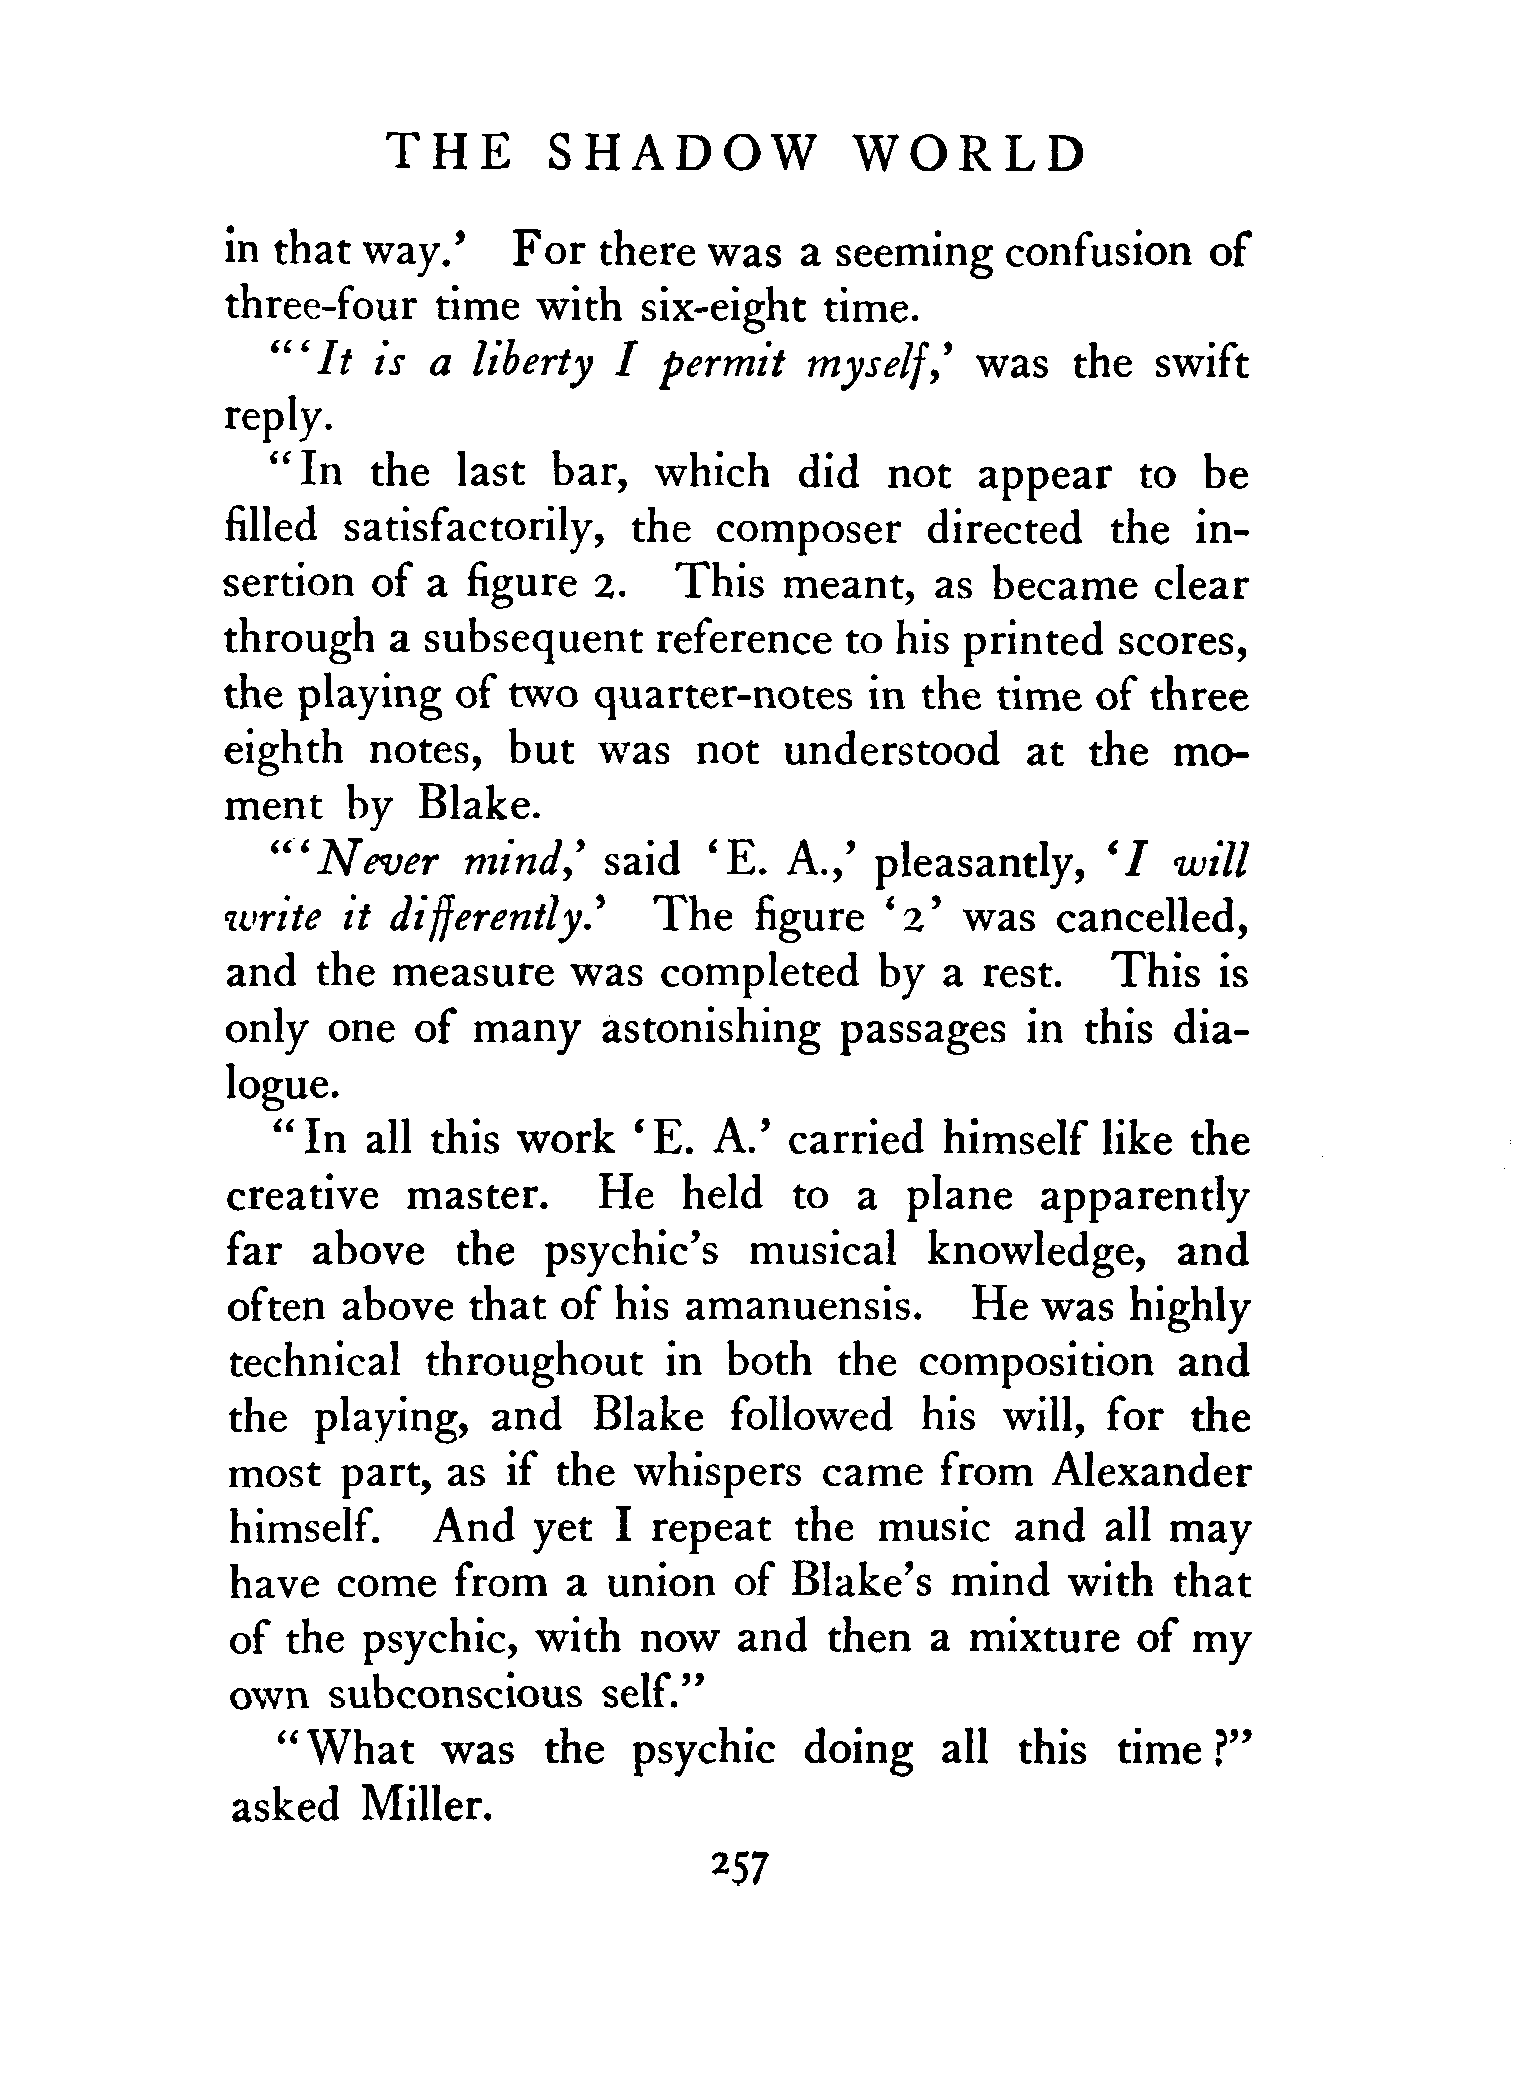 THE SHADOW WORLD
in that way.’ For there was a seeming confusion of
three-four time with six-eight time.
“‘It is a liberty I permit myself,’ was the swift
reply.
“In the last bar, which did not appear to be
filled satisfactorily, the composer directed the in-
sertion of a figure 2. This meant, as became clear
through a subsequent reference to his printed scores,
the playing of two quarter-notes in the time of three
eighth notes, but was not understood at the mo-
ment by Blake.
“‘Never mind,’ said ‘E. A.,’ pleasantly, ‘I will
write it differently.’ The figure ‘2’ was cancelled,
and the measure was completed by a rest. This is
only one of many astonishing passages in this dia-
logue.
“In all this work ‘E. A.’ carried himself like the
creative master. He held to a plane apparently
far above the psychic’s musical knowledge, and
often above that of his amanuensis. He was highly
technical throughout in both the composition and
the playing, and Blake followed his will, for the
most part, as if the whispers came from Alexander
himself. And yet I repeat the music and all may
have come from a union of Blake’s mind with that
of the psychic, with now and then a mixture of my
own subconscious self.”
“What was the psychic doing all this time?”
asked Miller.
257